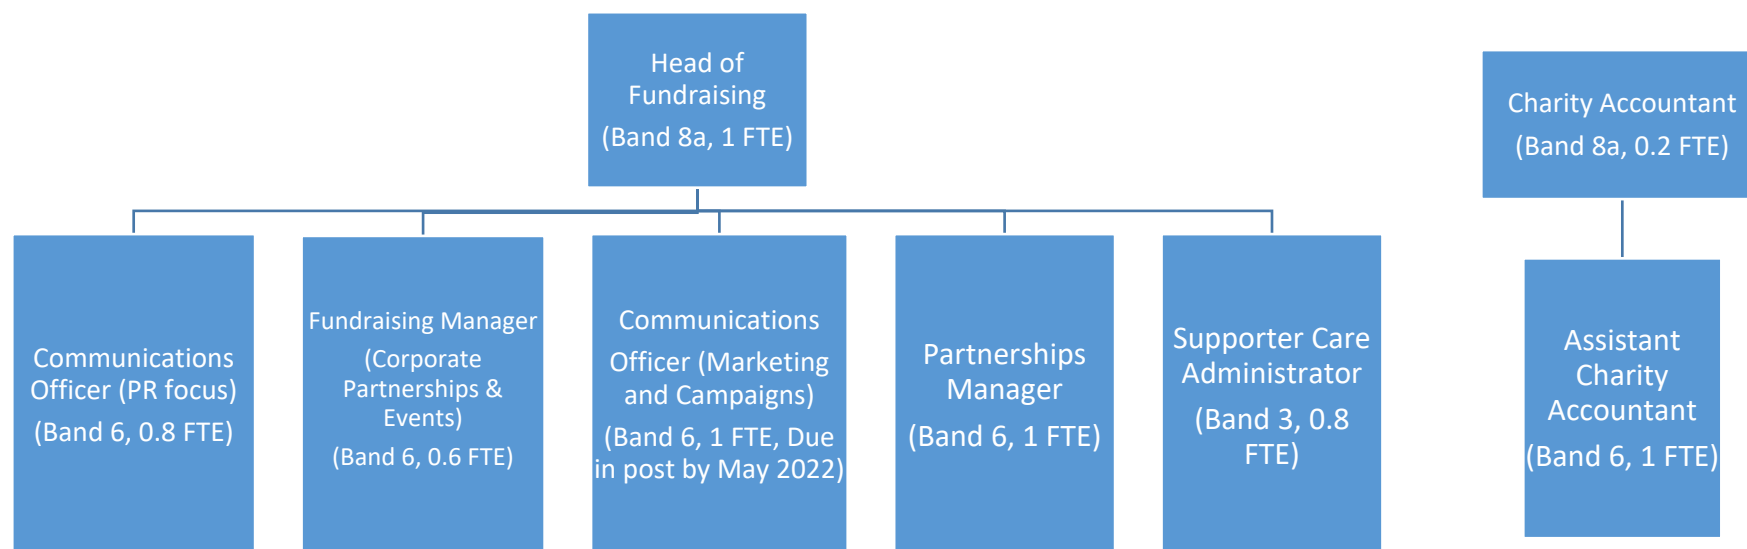 Head of
Fundraising
(Band 8a, 1 FTE)
Charity Accountant
(Band 8a, 0.2 FTE)
Communications
Officer (PR focus)
(Band 6, 0.8 FTE)
Fundraising Manager
(Corporate
Partnerships &
Events)
(Band 6, 0.6 FTE)
Communications
Officer (Marketing
and Campaigns)
(Band 6, 1 FTE, Due
in post by May 2022)
Partnerships
Manager
(Band 6, 1 FTE)
Supporter Care
Administrator
(Band 3, 0.8
FTE)
Assistant
Charity
Accountant
(Band 6, 1 FTE)